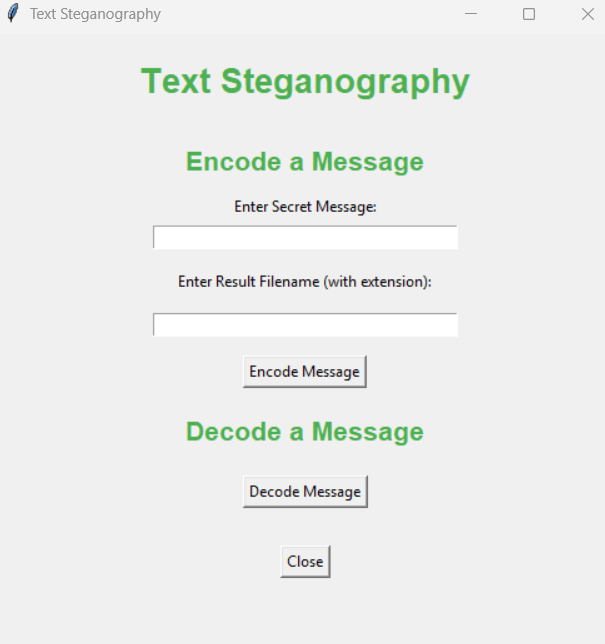 Text Steganography
Text Steganography
Encode a Message
Enter Secret Message:
Enter Result Filename (with extension):
Encode Message
Decode a Message
Decode Message
Close